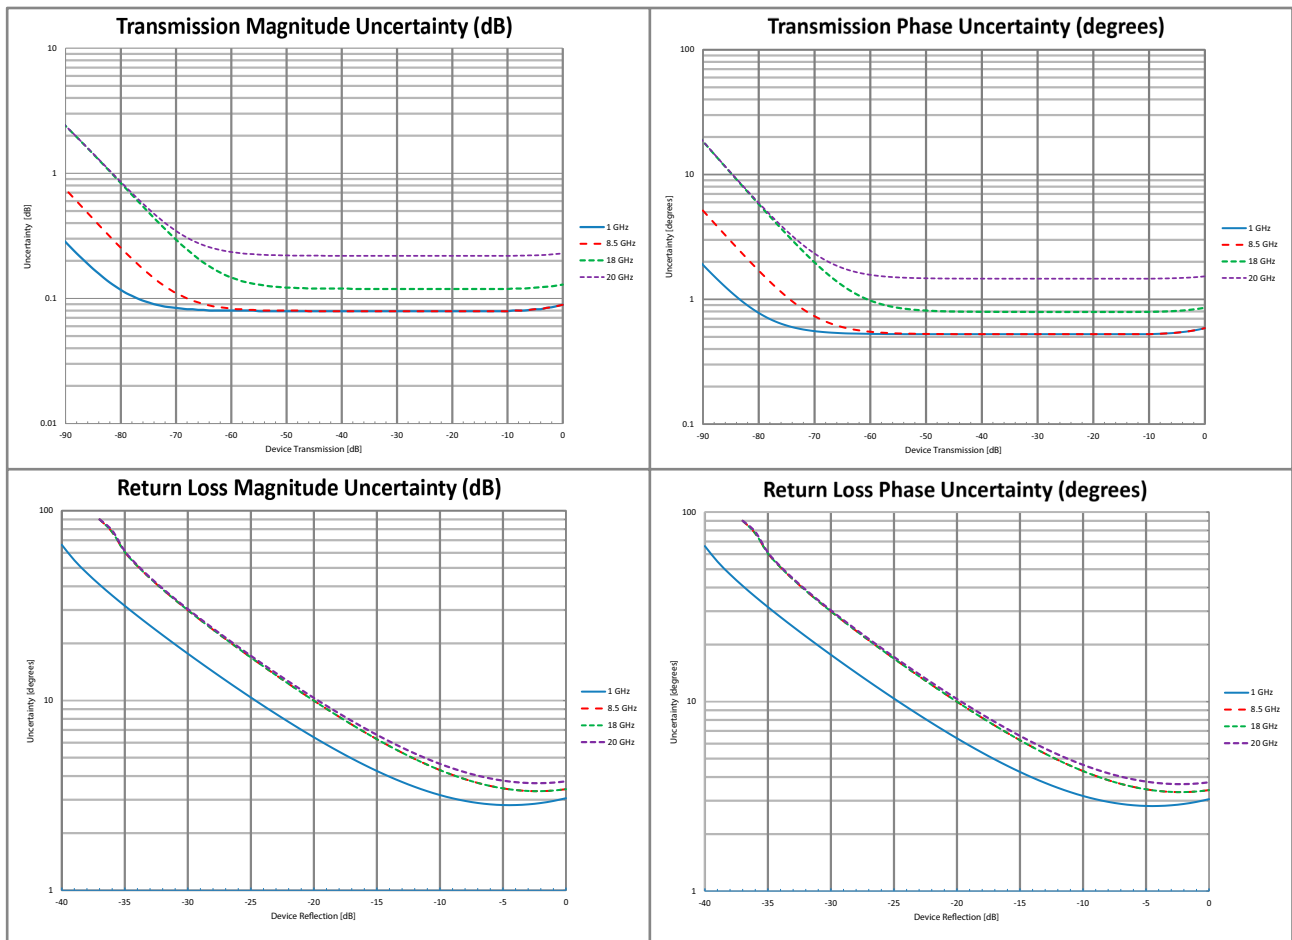 Transmission Magnitude Uncertainty (dB)
10
1
0.1
0.01
Uncertainty [dB]
-90 -80 -70 -60 -50 -40 -30 -20 -10 0
Device Transmission [dB]
1 GHz
8.5 GHz
18 GHz
20 GHz
Transmission Phase Uncertainty (degrees)
100
10
1
0.1
Uncertainty [degrees]
-90 -80 -70 -60 -50 -40 -30 -20 -10 0
Device Transmission [dB]
1 GHz
8.5 GHz
18 GHz
20 GHz
Return Loss Magnitude Uncertainty (dB)
100
10
1
Uncertainty [degrees]
-40 -35 -30 -25 -20 -15 -10 -5 0
Device Reflection [dB]
1 GHz
8.5 GHz
18 GHz
20 GHz
Return Loss Phase Uncertainty (degrees)
100
10
1
Uncertainty [degrees]
-40 -35 -30 -25 -20 -15 -10 -5 0
Device Reflection [dB]
1 GHz
8.5 GHz
18 GHz
20 GHz